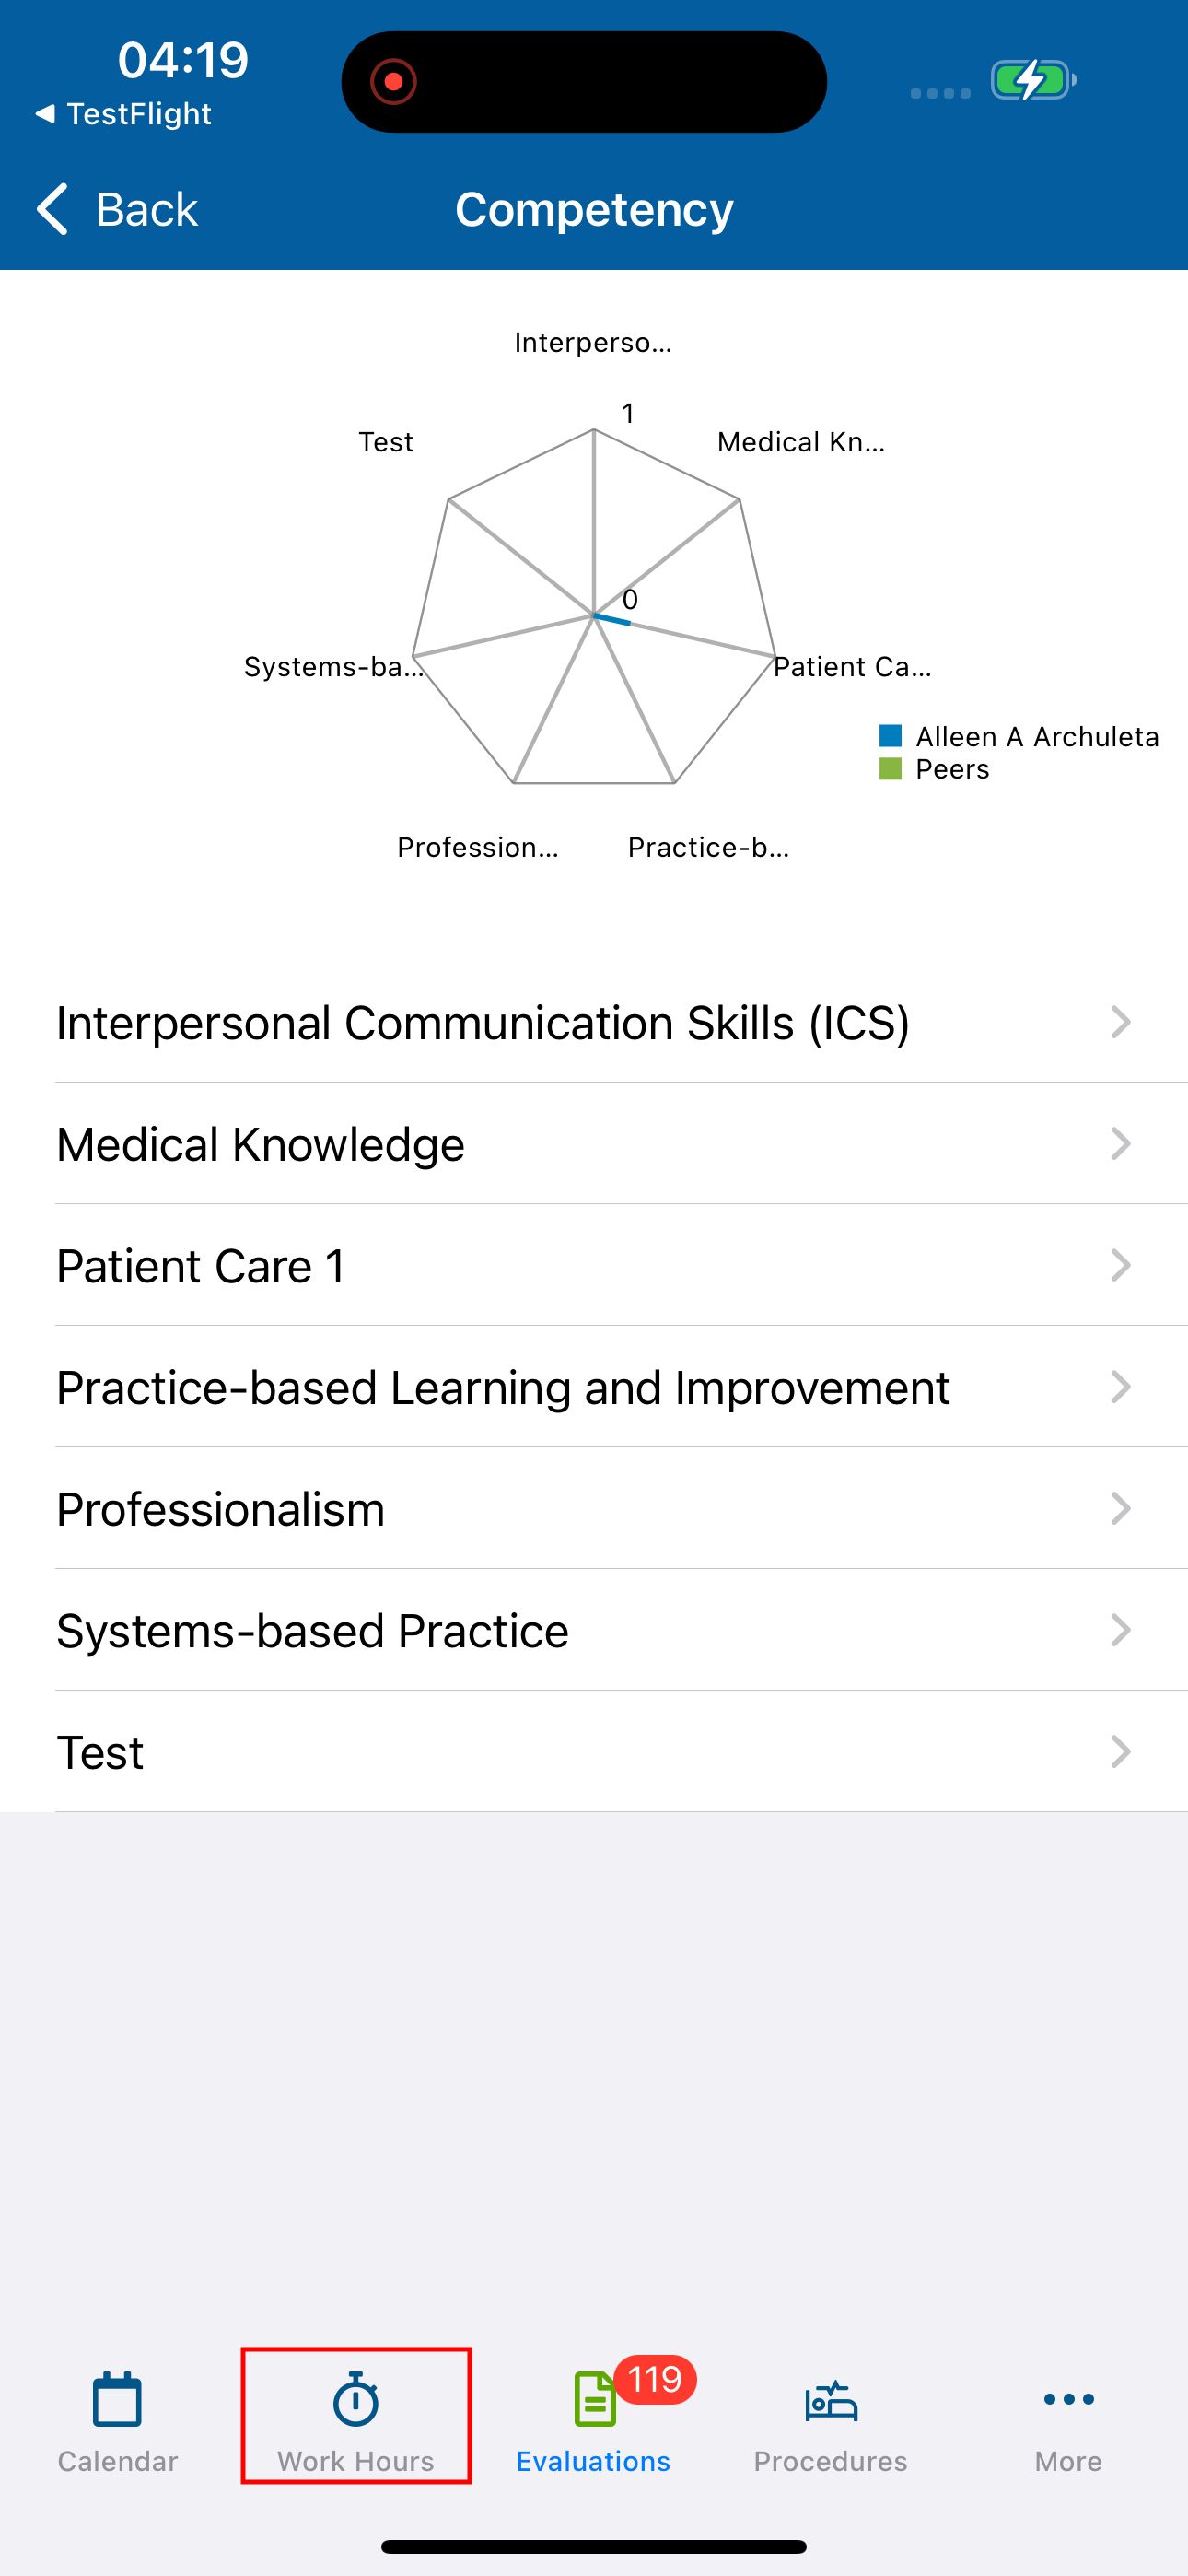 04:19
◀ TestFlight
Back
Competency
Interperso...
1
Test
Medical Kn...
0
Systems-ba...
Patient Ca...
Alleen A Archuleta
Peers
Profession...
Practice-b...
Interpersonal Communication Skills (ICS)
Medical Knowledge
Patient Care 1
Practice-based Learning and Improvement
Professionalism
Systems-based Practice
Test
119
Calendar
Work Hours
Evaluations
Procedures
More